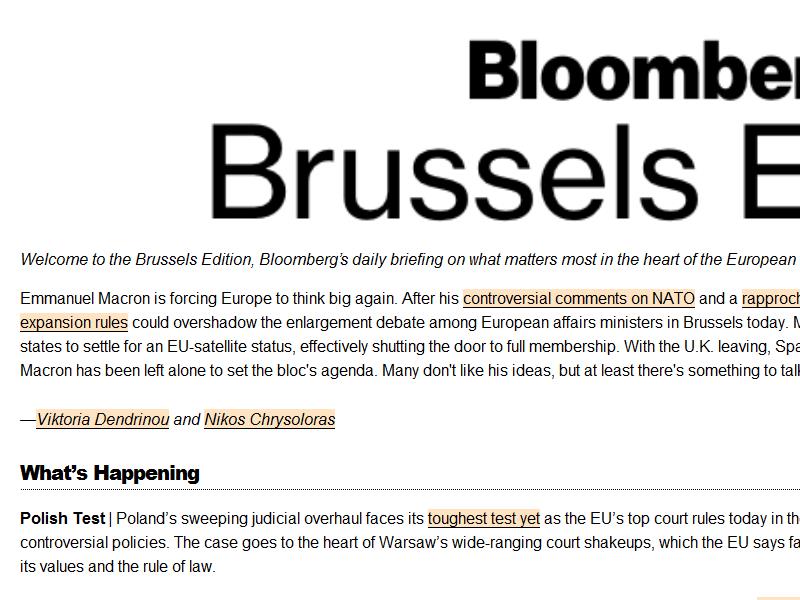 Bloomber
Brussels E
Welcome to the Brussels Edition, Bloomberg's daily briefing on what matters most in the heart of the European
Emmanuel Macron is forcing Europe to think big again. After his controversial comments on NATO and a rapproch
expansion rules could overshadow the enlargement debate among European affairs ministers in Brussels today. M
states to settle for an EU-satellite status, effectively shutting the door to full membership. With the U.K. leaving, Spa
Macron has been left alone to set the bloc's agenda. Many don't like his ideas, but at least there's something to talk
—Viktoria Dendrinou and Nikos Chrysoloras
What's Happening
Polish Test | Poland's sweeping judicial overhaul faces its toughest test yet as the EU's top court rules today in the
controversial policies. The case goes to the heart of Warsaw's wide-ranging court shakeups, which the EU says fa
its values and the rule of law.